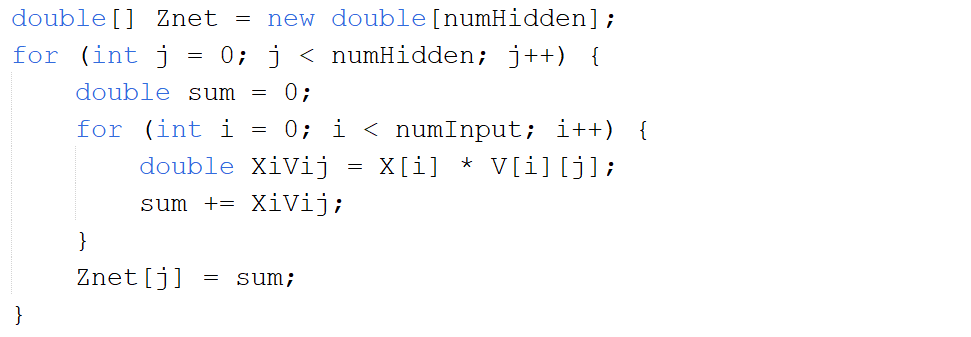 double[] Znet = new double[numHidden];
for (int j = 0; j < numHidden; j++) {
    double sum = 0;
    for (int i = 0; i < numInput; i++) {
        double XiVij = X[i] * V[i][j];
        sum += XiVij;
    }
    Znet[j] = sum;
}